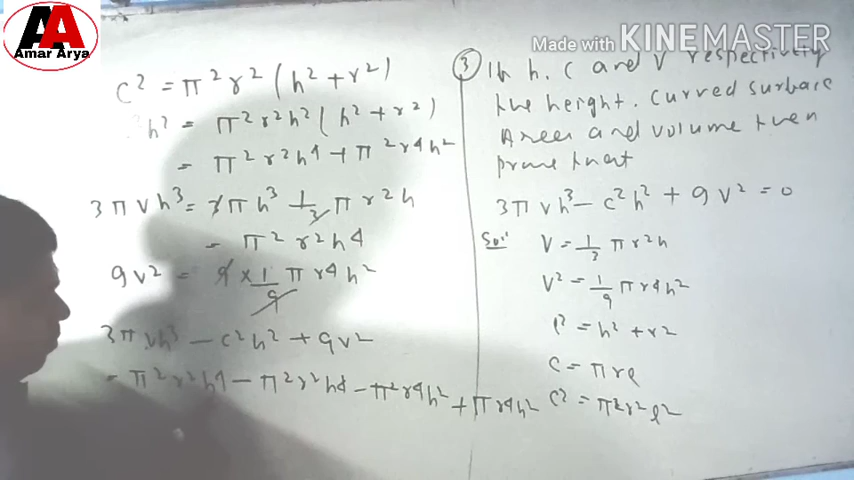 AA
Amar Arya
Made with KINEMASTER
c² = π²r² (h² + r²)
h² = π²r²h² (h² + r²)
= π²r²h⁴ + π²r⁴h²
3πvh³ = 3πh³ 1/3 πr²h
= π²r²h⁴
9v² = 9 × 1/9 πr⁴h²
3πvh³ - c²h² + 9v²
= π²r²h⁴ - π²r²h⁴ - π²r⁴h² + πr⁴h²
③ If h. C and V respectively
the height. Curved surface
Area and volume then
prove that
3πvh³ - c²h² + 9v² = 0
Sol: V = 1/3 πr²h
V² = 1/9 πr⁴h²
l² = h² + r²
C = πrl
C² = π²r²l²